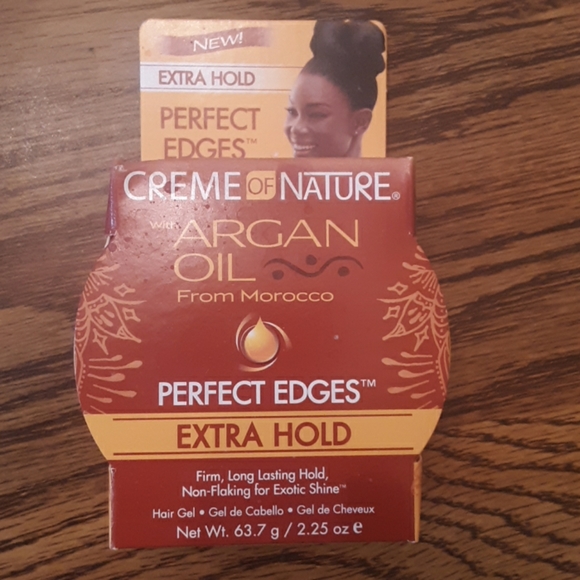 NEW!
EXTRA HOLD
PERFECT
EDGES™
CREME OF NATURE®
with ARGAN
OIL
From Morocco
PERFECT EDGES™
EXTRA HOLD
Firm, Long Lasting Hold,
Non-Flaking for Exotic Shine™
Hair Gel • Gel de Cabello • Gel de Cheveux
Net Wt. 63.7 g / 2.25 oz e